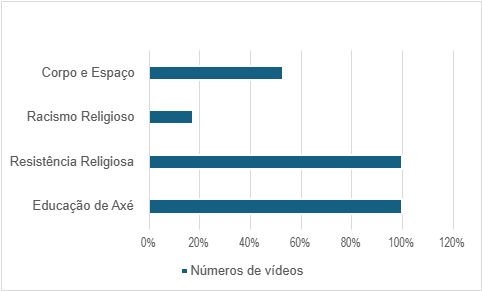 Corpo e Espaço
Racismo Religioso
Resistência Religiosa
Educação de Axé
0% 20% 40% 60% 80% 100% 120%
Números de vídeos